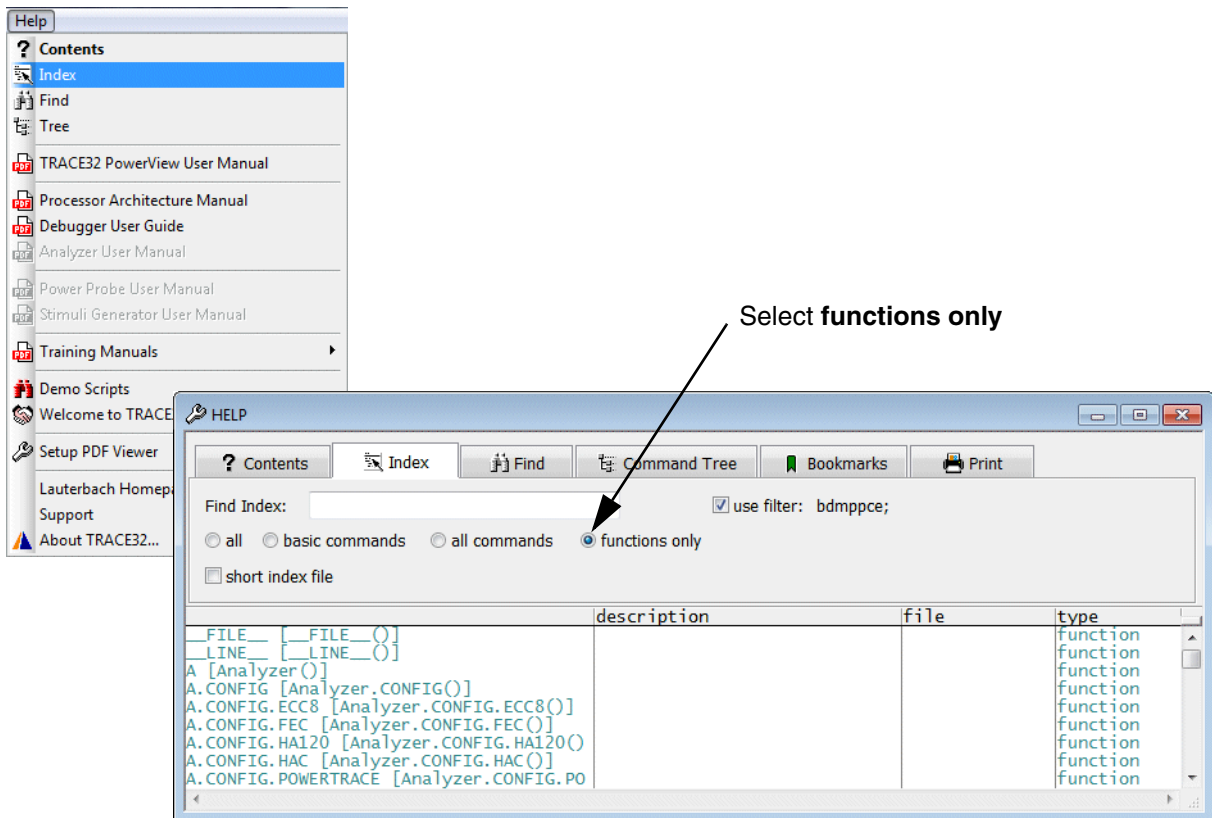 Help
? Contents
Index
Find
Tree
TRACE32 PowerView User Manual
Processor Architecture Manual
Debugger User Guide
Analyzer User Manual
Power Probe User Manual
Stimuli Generator User Manual
Training Manuals
Demo Scripts
Welcome to TRACE
Setup PDF Viewer
Lauterbach Homepa
Support
About TRACE32...
Select functions only
HELP
? Contents Index Find Command Tree Bookmarks Print
Find Index: use filter: bdmppce;
all basic commands all commands functions only
short index file
description file type
__FILE__ [__FILE__()] function
__LINE__ [__LINE__()] function
A [Analyzer()] function
A.CONFIG [Analyzer.CONFIG()] function
A.CONFIG.ECC8 [Analyzer.CONFIG.ECC8()] function
A.CONFIG.FEC [Analyzer.CONFIG.FEC()] function
A.CONFIG.HA120 [Analyzer.CONFIG.HA120() function
A.CONFIG.HAC [Analyzer.CONFIG.HAC()] function
A.CONFIG.POWERTRACE [Analyzer.CONFIG.PO function